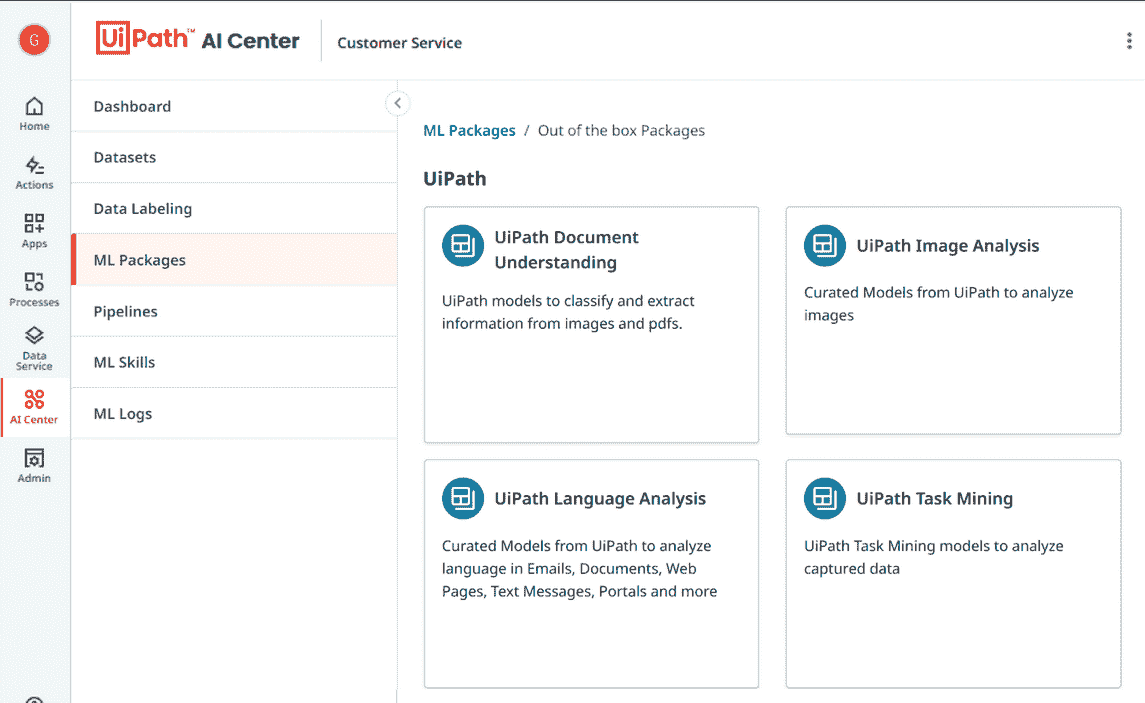 G
UiPath™ AI Center
Customer Service
Home
Actions
Apps
Processes
Data
Service
AI Center
Admin
Dashboard
Datasets
Data Labeling
ML Packages
Pipelines
ML Skills
ML Logs
ML Packages / Out of the box Packages
UiPath
UiPath Document
Understanding
UiPath models to classify and extract
information from images and pdfs.
UiPath Image Analysis
Curated Models from UiPath to analyze
images
UiPath Language Analysis
Curated Models from UiPath to analyze
language in Emails, Documents, Web
Pages, Text Messages, Portals and more
UiPath Task Mining
UiPath Task Mining models to analyze
captured data